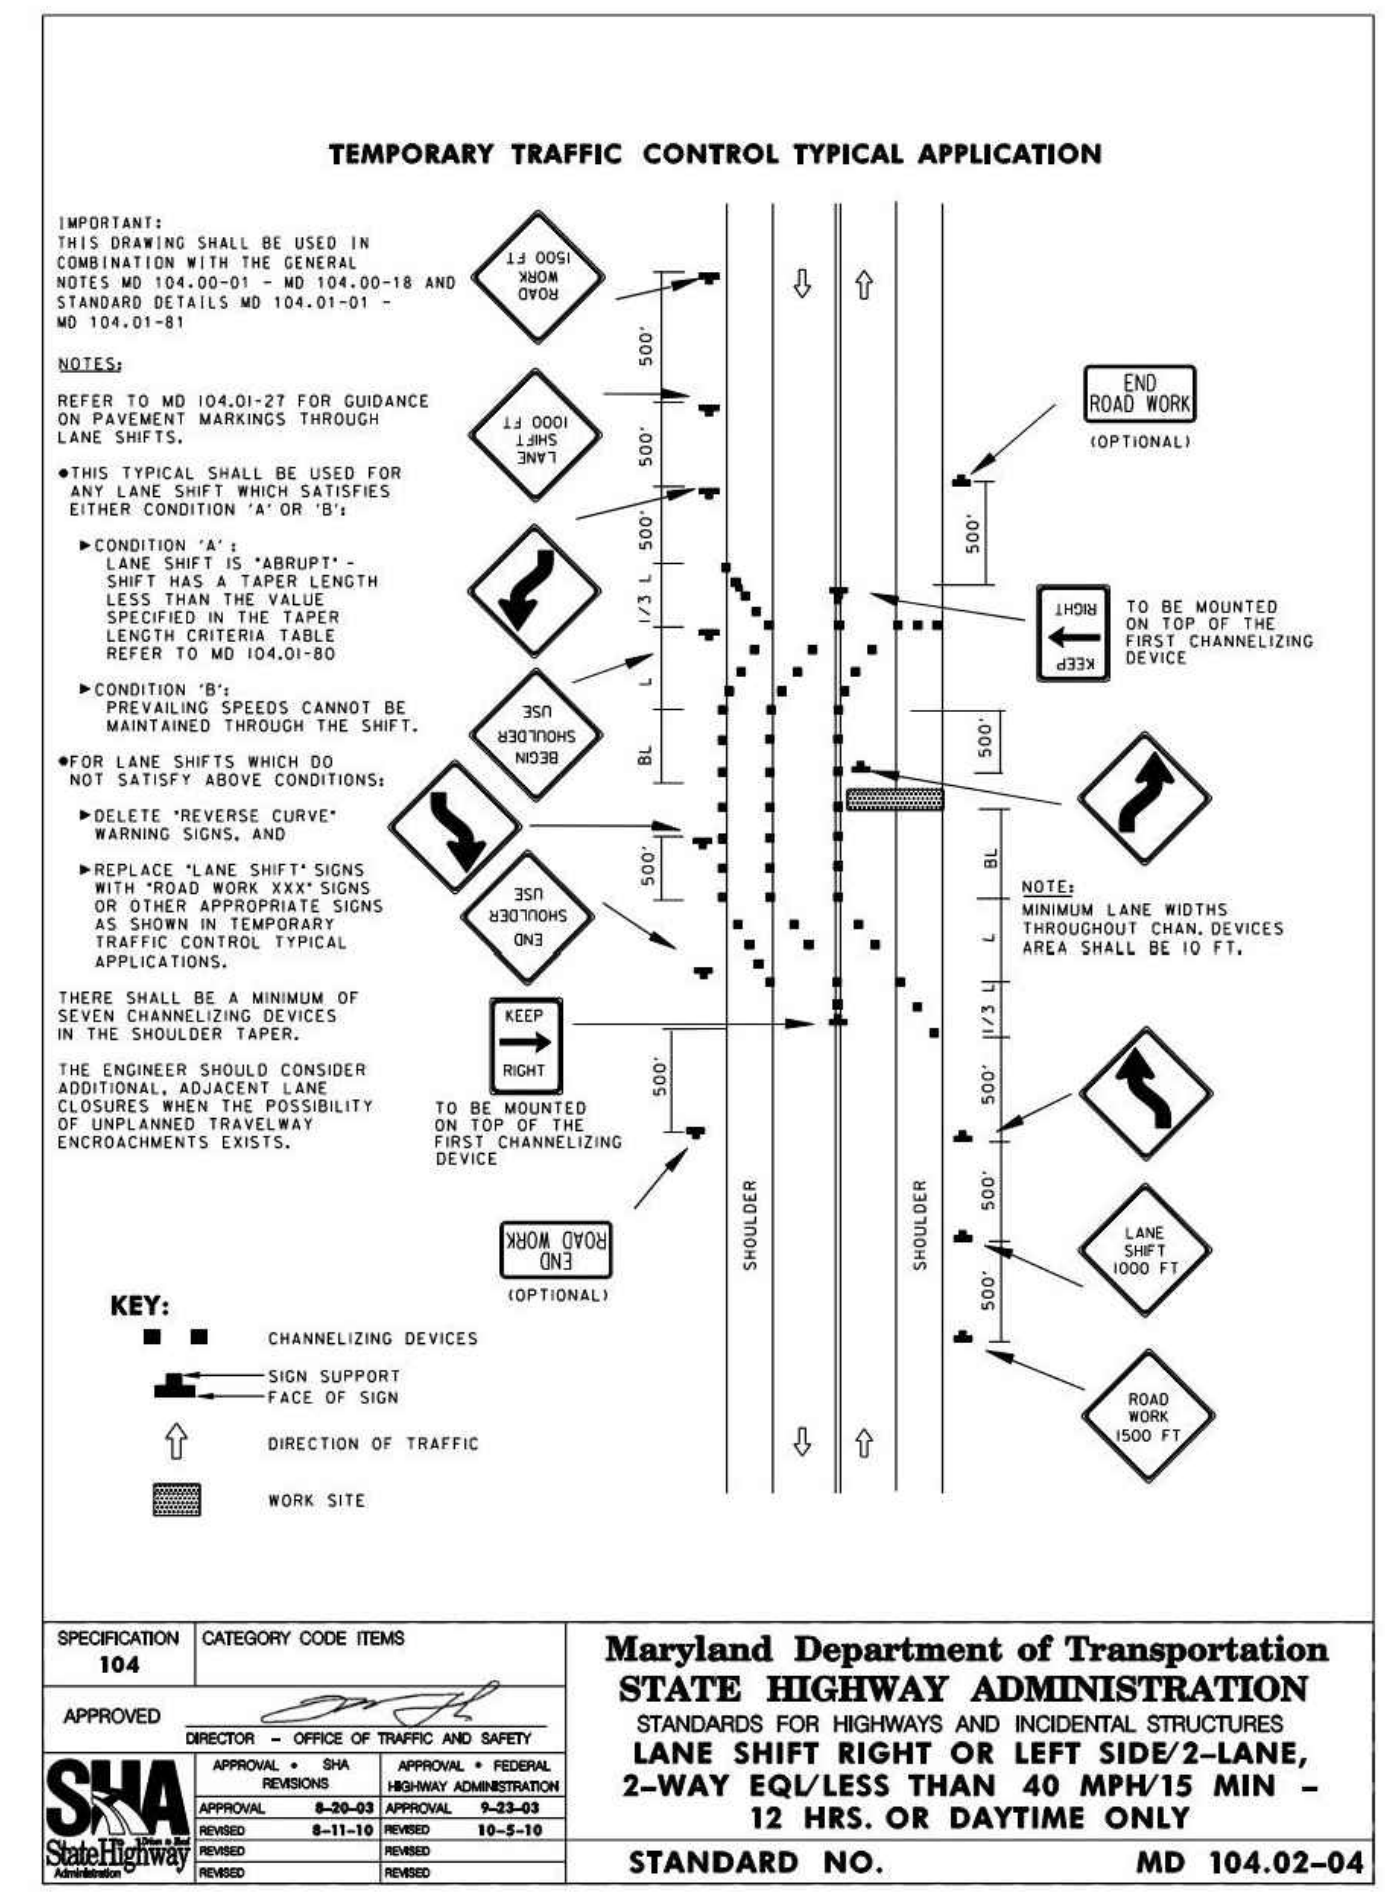 TEMPORARY TRAFFIC CONTROL TYPICAL APPLICATION
IMPORTANT:
THIS DRAWING SHALL BE USED IN
COMBINATION WITH THE GENERAL
NOTES MD 104.00-01 - MD 104.00-18 AND
STANDARD DETAILS MD 104.01-01 -
MD 104.01-81
NOTES:
REFER TO MD 104.01-27 FOR GUIDANCE
ON PAVEMENT MARKINGS THROUGH
LANE SHIFTS.
●THIS TYPICAL SHALL BE USED FOR
ANY LANE SHIFT WHICH SATISFIES
EITHER CONDITION 'A' OR 'B':
►CONDITION 'A':
LANE SHIFT IS "ABRUPT" -
SHIFT HAS A TAPER LENGTH
LESS THAN THE VALUE
SPECIFIED IN THE TAPER
LENGTH CRITERIA TABLE
REFER TO MD 104.01-80
►CONDITION 'B':
PREVAILING SPEEDS CANNOT BE
MAINTAINED THROUGH THE SHIFT.
●FOR LANE SHIFTS WHICH DO
NOT SATISFY ABOVE CONDITIONS:
►DELETE "REVERSE CURVE"
WARNING SIGNS, AND
►REPLACE "LANE SHIFT" SIGNS
WITH "ROAD WORK XXX" SIGNS
OR OTHER APPROPRIATE SIGNS
AS SHOWN IN TEMPORARY
TRAFFIC CONTROL TYPICAL
APPLICATIONS.
THERE SHALL BE A MINIMUM OF
SEVEN CHANNELIZING DEVICES
IN THE SHOULDER TAPER.
THE ENGINEER SHOULD CONSIDER
ADDITIONAL, ADJACENT LANE
CLOSURES WHEN THE POSSIBILITY
OF UNPLANNED TRAVELWAY
ENCROACHMENTS EXISTS.
ROAD
WORK
1500 FT
LANE
SHIFT
1000 FT
BEGIN
SHOULDER
USE
END
SHOULDER
USE
KEEP
RIGHT
TO BE MOUNTED
ON TOP OF THE
FIRST CHANNELIZING
DEVICE
END
ROAD WORK
(OPTIONAL)
500'
500'
500'
1/3 L
L
BL
500'
500'
SHOULDER
SHOULDER
END
ROAD WORK
(OPTIONAL)
500'
KEEP
RIGHT
TO BE MOUNTED
ON TOP OF THE
FIRST CHANNELIZING
DEVICE
500'
BL
L
1/3 L
500'
500'
500'
NOTE:
MINIMUM LANE WIDTHS
THROUGHOUT CHAN. DEVICES
AREA SHALL BE 10 FT.
LANE
SHIFT
1000 FT
ROAD
WORK
1500 FT
KEY:
CHANNELIZING DEVICES
SIGN SUPPORT
FACE OF SIGN
DIRECTION OF TRAFFIC
WORK SITE
SPECIFICATION
104
CATEGORY CODE ITEMS
APPROVED
DIRECTOR - OFFICE OF TRAFFIC AND SAFETY
APPROVAL • SHA
REVISIONS
APPROVAL • FEDERAL
HIGHWAY ADMINISTRATION
APPROVAL 8-20-03 APPROVAL 9-23-03
REVISED 8-11-10 REVISED 10-5-10
REVISED REVISED
REVISED REVISED
SHA
StateHighway
Administration
Maryland Department of Transportation
STATE HIGHWAY ADMINISTRATION
STANDARDS FOR HIGHWAYS AND INCIDENTAL STRUCTURES
LANE SHIFT RIGHT OR LEFT SIDE/2-LANE,
2-WAY EQL/LESS THAN 40 MPH/15 MIN -
12 HRS. OR DAYTIME ONLY
STANDARD NO. MD 104.02-04